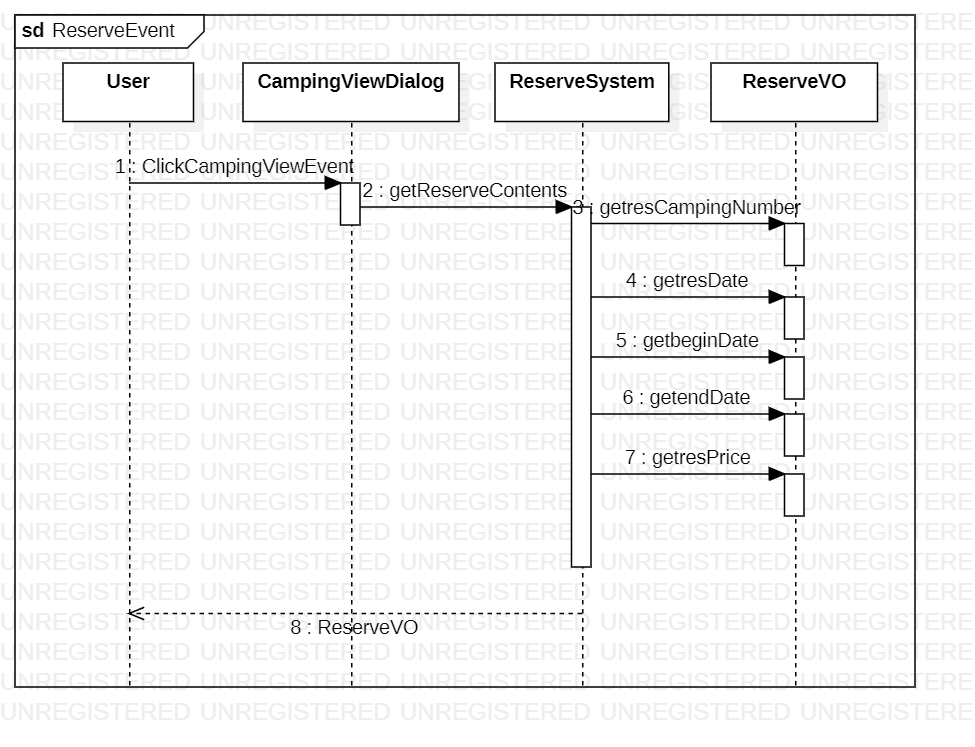 sd ReserveEvent
User
CampingViewDialog
ReserveSystem
ReserveVO
1 : ClickCampingViewEvent
2 : getReserveContents
3 : getresCampingNumber
4 : getresDate
5 : getbeginDate
6 : getendDate
7 : getresPrice
8 : ReserveVO
UNREGISTERED UNREGISTERED UNREGISTERED UNREGISTERED